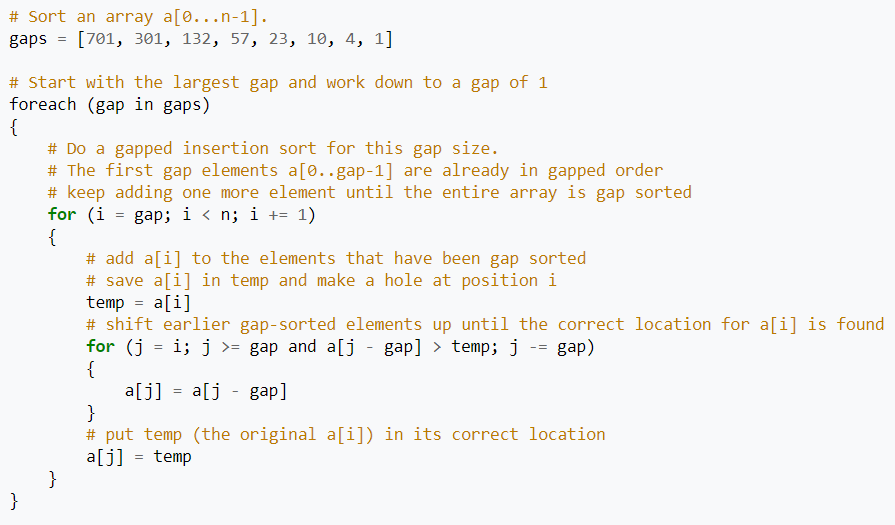 # Sort an array a[0...n-1].
gaps = [701, 301, 132, 57, 23, 10, 4, 1]

# Start with the largest gap and work down to a gap of 1
foreach (gap in gaps)
{
    # Do a gapped insertion sort for this gap size.
    # The first gap elements a[0..gap-1] are already in gapped order
    # keep adding one more element until the entire array is gap sorted
    for (i = gap; i < n; i += 1)
    {
        # add a[i] to the elements that have been gap sorted
        # save a[i] in temp and make a hole at position i
        temp = a[i]
        # shift earlier gap-sorted elements up until the correct location for a[i] is found
        for (j = i; j >= gap and a[j - gap] > temp; j -= gap)
        {
            a[j] = a[j - gap]
        }
        # put temp (the original a[i]) in its correct location
        a[j] = temp
    }
}